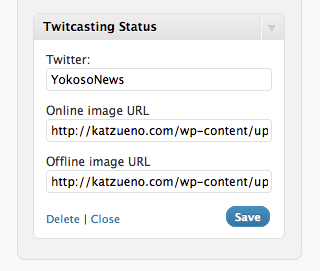 Twitcasting Status
Twitter:
YokosoNews
Online image URL
http://katzueno.com/wp-content/up
Offline image URL
http://katzueno.com/wp-content/up
Delete | Close
Save